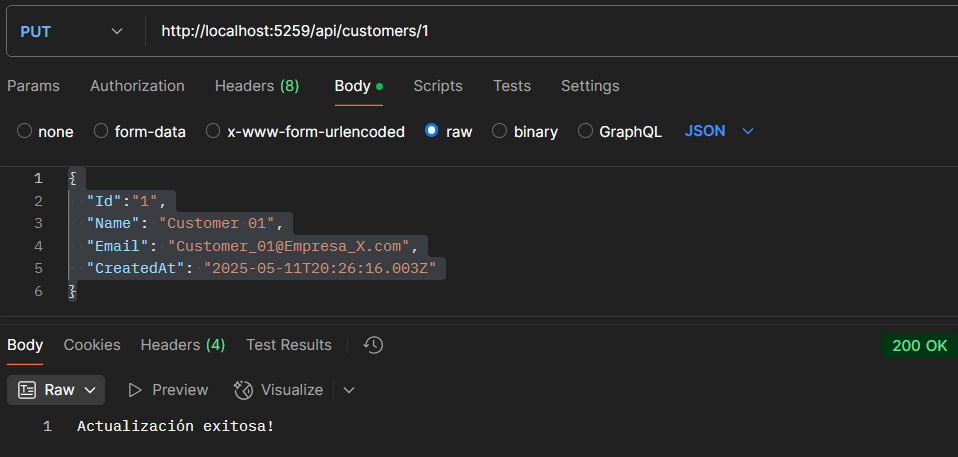 PUT http://localhost:5259/api/customers/1
Params Authorization Headers (8) Body Scripts Tests Settings
none form-data x-www-form-urlencoded raw binary GraphQL JSON
1 {
2 "Id":"1",
3 "Name": "Customer 01",
4 "Email": "Customer_01@Empresa_X.com",
5 "CreatedAt": "2025-05-11T20:26:16.003Z"
6 }
Body Cookies Headers (4) Test Results 200 OK
Raw Preview Visualize
1 Actualización exitosa!